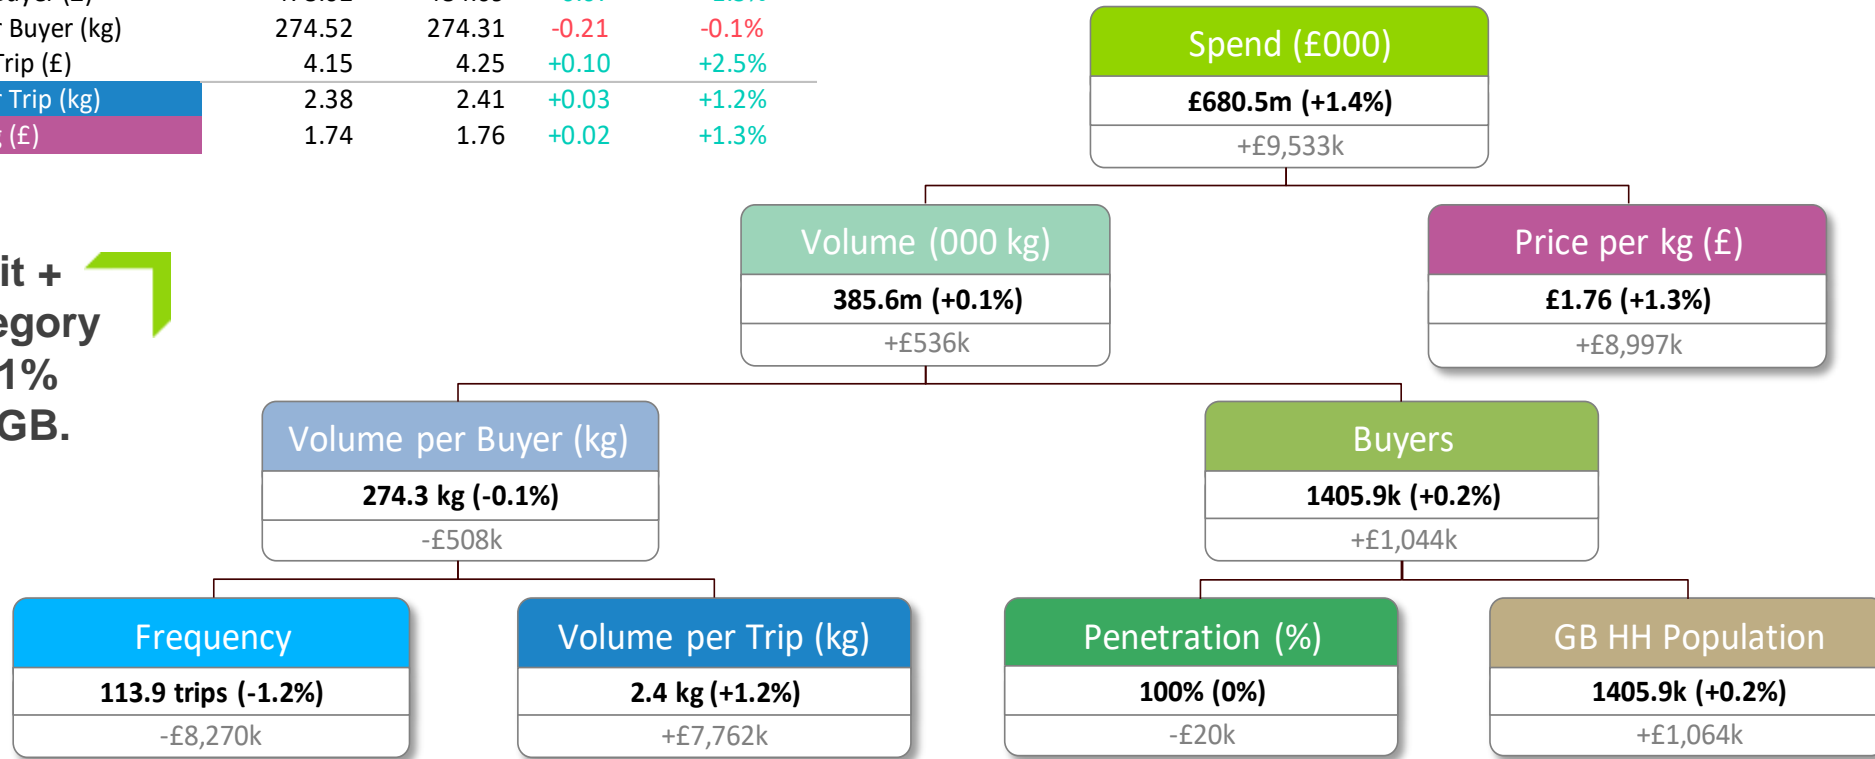 r Buyer (kg) 274.52 274.31 -0.21 -0.1%
Trip (£) 4.15 4.25 +0.10 +2.5%
r Trip (kg) 2.38 2.41 +0.03 +1.2%
(£) 1.74 1.76 +0.02 +1.3%
it +
egory
1%
GB.
Spend (£000)
£680.5m (+1.4%)
+£9,533k
Volume (000 kg)
385.6m (+0.1%)
+£536k
Price per kg (£)
£1.76 (+1.3%)
+£8,997k
Volume per Buyer (kg)
274.3 kg (-0.1%)
-£508k
Buyers
1405.9k (+0.2%)
+£1,044k
Frequency
113.9 trips (-1.2%)
-£8,270k
Volume per Trip (kg)
2.4 kg (+1.2%)
+£7,762k
Penetration (%)
100% (0%)
-£20k
GB HH Population
1405.9k (+0.2%)
+£1,064k